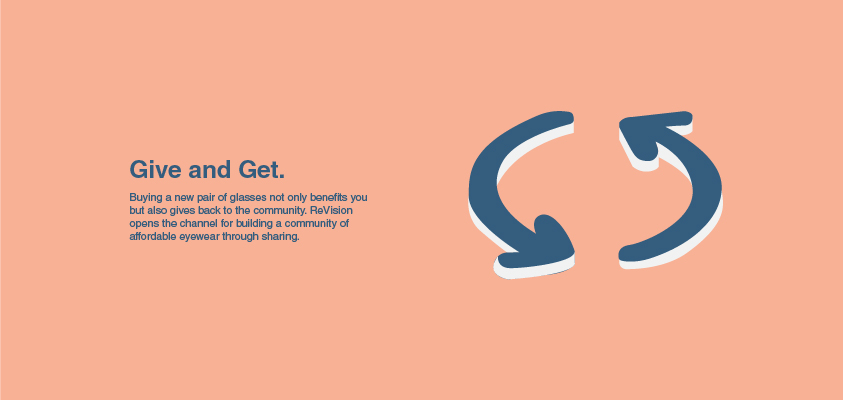 Give and Get.
Buying a new pair of glasses not only benefits you
but also gives back to the community. ReVision
opens the channel for building a community of
affordable eyewear through sharing.